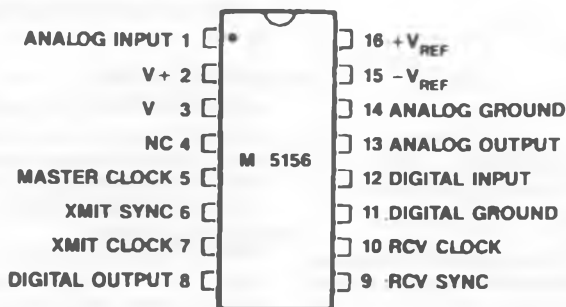 ANALOG INPUT 1
V+ 2
V 3
NC 4
MASTER CLOCK 5
XMIT SYNC 6
XMIT CLOCK 7
DIGITAL OUTPUT 8
M 5156
16 +VREF
15 -VREF
14 ANALOG GROUND
13 ANALOG OUTPUT
12 DIGITAL INPUT
11 DIGITAL GROUND
10 RCV CLOCK
9 RCV SYNC